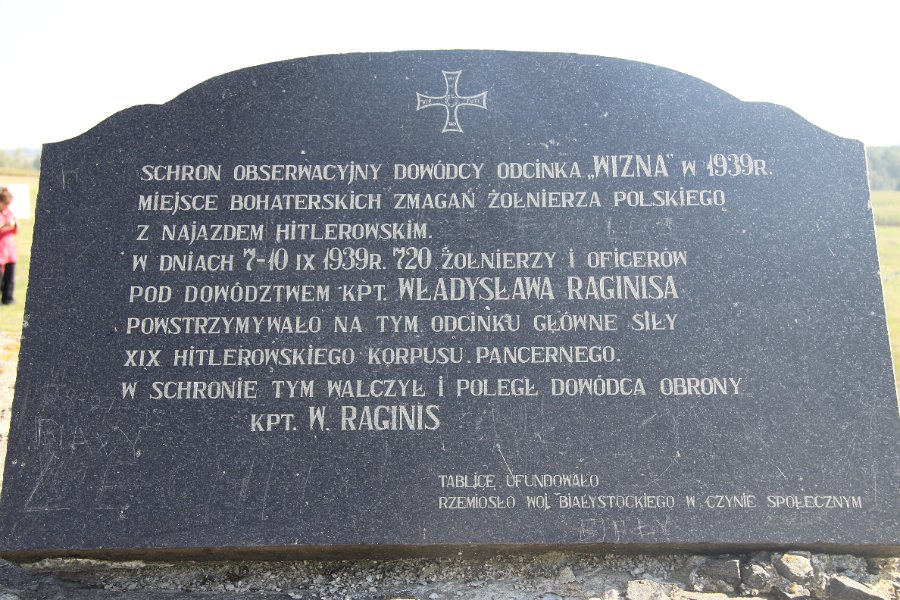 SCHRON OBSERWACYJNY DOWÓDCY ODCINKA „WIZNA” W 1939R.
MIEJSCE BOHATERSKICH ZMAGAŃ ŻOŁNIERZA POLSKIEGO
Z NAJAZDEM HITLEROWSKIM.
W DNIACH 7-10 IX 1939R. 720 ŻOŁNIERZY I OFICERÓW
POD DOWÓDZTWEM KPT. WŁADYSŁAWA RAGINISA
POWSTRZYMYWAŁO NA TYM ODCINKU GŁÓWNE SIŁY
XIX HITLEROWSKIEGO KORPUSU PANCERNEGO.
W SCHRONIE TYM WALCZYŁ I POLEGŁ DOWÓDCA OBRONY
KPT. W. RAGINIS
TABLICĘ UFUNDOWAŁO
RZEMIOSŁO WOJ. BIAŁYSTOCKIEGO W CZYNIE SPOŁECZNYM